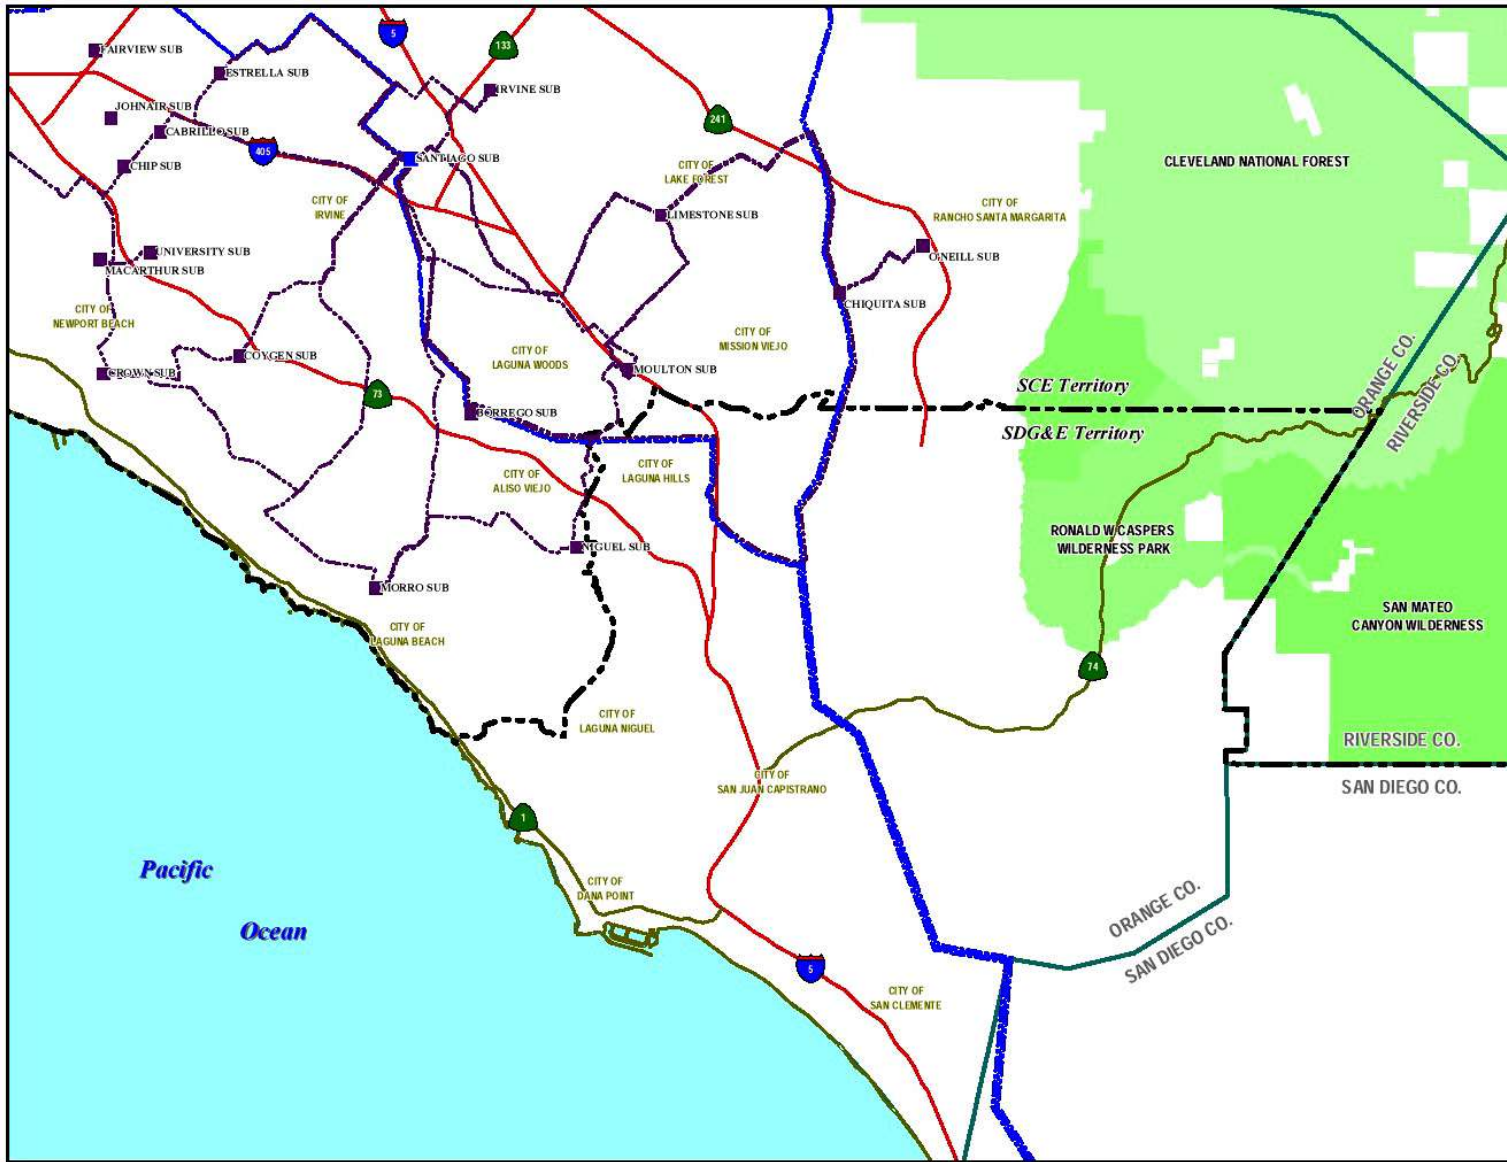 5
133
FAIRVIEW SUB
ESTRELLA SUB
IRVINE SUB
JOHNAIR SUB
CABRILLO SUB
241
405
CHIP SUB
SANTIAGO SUB
CLEVELAND NATIONAL FOREST
CITY OF
LAKE FOREST
CITY OF
IRVINE
LIMESTONE SUB
CITY OF
RANCHO SANTA MARGARITA
UNIVERSITY SUB
MACARTHUR SUB
O'NEILL SUB
CHIQUITA SUB
CITY OF
NEWPORT BEACH
CITY OF
MISSION VIEJO
COYGEN SUB
CITY OF
LAGUNA WOODS
CROWN SUB
MOULTON SUB
73
SCE Territory
ORANGE CO.
RIVERSIDE CO.
BORREGO SUB
SDG&E Territory
CITY OF
LAGUNA HILLS
CITY OF
ALISO VIEJO
RONALD W CASPERS
WILDERNESS PARK
NIGUEL SUB
MORRO SUB
SAN MATEO
CANYON WILDERNESS
CITY OF
LAGUNA BEACH
74
CITY OF
LAGUNA NIGUEL
RIVERSIDE CO.
CITY OF
SAN JUAN CAPISTRANO
SAN DIEGO CO.
1
Pacific
Ocean
CITY OF
DANA POINT
ORANGE CO.
SAN DIEGO CO.
5
CITY OF
SAN CLEMENTE